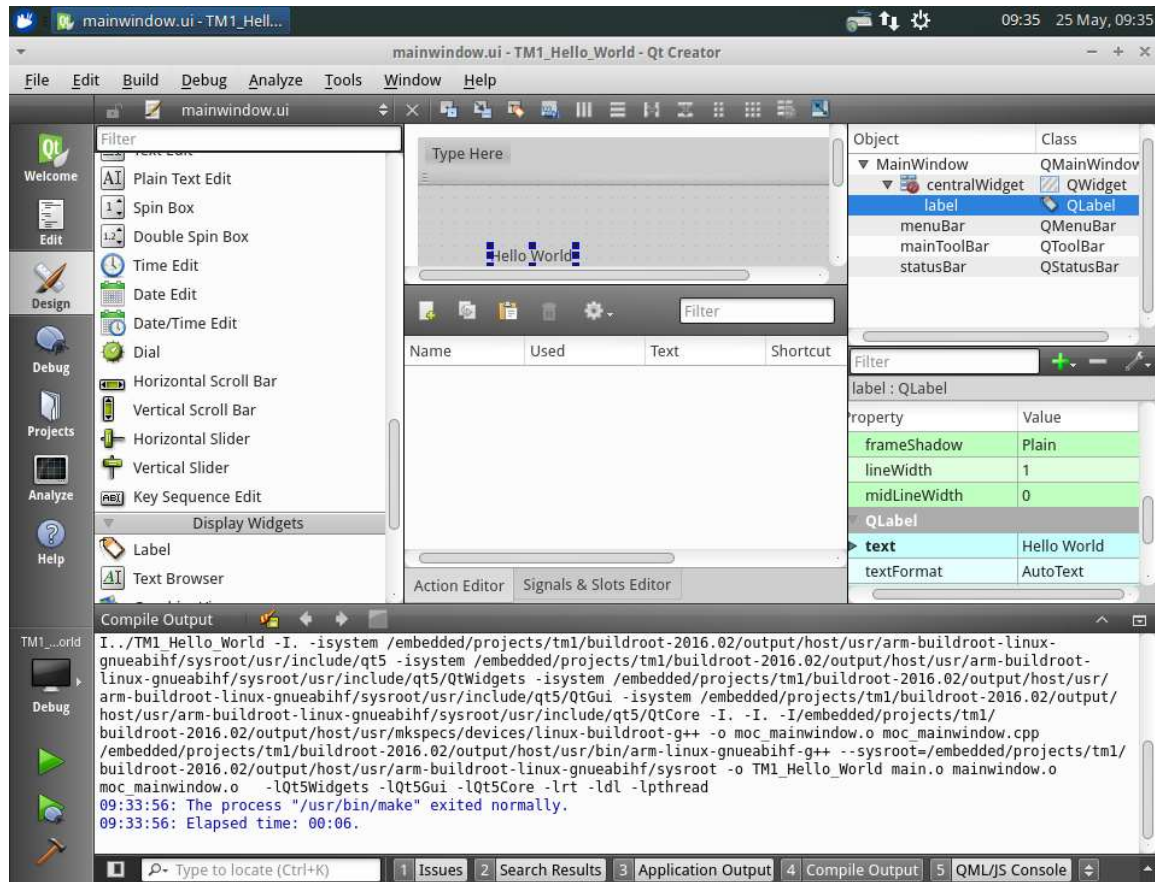 mainwindow.ui - TM1_Hell...
09:35 25 May, 09:35
mainwindow.ui - TM1_Hello_World - Qt Creator
File Edit Build Debug Analyze Tools Window Help
mainwindow.ui
Welcome
Edit
Design
Debug
Projects
Analyze
Help
TM1_...orld
Debug
Filter
Plain Text Edit
Spin Box
Double Spin Box
Time Edit
Date Edit
Date/Time Edit
Dial
Horizontal Scroll Bar
Vertical Scroll Bar
Horizontal Slider
Vertical Slider
Key Sequence Edit
Display Widgets
Label
Text Browser
Type Here
Hello World
Filter
Name Used Text Shortcut
Action Editor Signals & Slots Editor
Object Class
MainWindow QMainWindow
centralWidget QWidget
label QLabel
menuBar QMenuBar
mainToolBar QToolBar
statusBar QStatusBar
Filter
label : QLabel
Property Value
frameShadow Plain
lineWidth 1
midLineWidth 0
QLabel
text Hello World
textFormat AutoText
Compile Output
I../TM1_Hello_World -I. -isystem /embedded/projects/tm1/buildroot-2016.02/output/host/usr/arm-buildroot-linux-
gnueabihf/sysroot/usr/include/qt5 -isystem /embedded/projects/tm1/buildroot-2016.02/output/host/usr/arm-buildroot-
linux-gnueabihf/sysroot/usr/include/qt5/QtWidgets -isystem /embedded/projects/tm1/buildroot-2016.02/output/host/usr/
arm-buildroot-linux-gnueabihf/sysroot/usr/include/qt5/QtGui -isystem /embedded/projects/tm1/buildroot-2016.02/output/
host/usr/arm-buildroot-linux-gnueabihf/sysroot/usr/include/qt5/QtCore -I. -I. -I/embedded/projects/tm1/
buildroot-2016.02/output/host/usr/mkspecs/devices/linux-buildroot-g++ -o moc_mainwindow.o moc_mainwindow.cpp
/embedded/projects/tm1/buildroot-2016.02/output/host/usr/bin/arm-linux-gnueabihf-g++ --sysroot=/embedded/projects/tm1/
buildroot-2016.02/output/host/usr/arm-buildroot-linux-gnueabihf/sysroot -o TM1_Hello_World main.o mainwindow.o
moc_mainwindow.o -lQt5Widgets -lQt5Gui -lQt5Core -lrt -ldl -lpthread
09:33:56: The process "/usr/bin/make" exited normally.
09:33:56: Elapsed time: 00:06.
Type to locate (Ctrl+K) 1 Issues 2 Search Results 3 Application Output 4 Compile Output 5 QML/JS Console